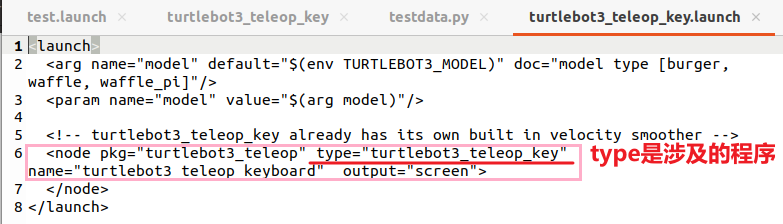 test.launch × turtlebot3_teleop_key × testdata.py × turtlebot3_teleop_key.launch ×
1 <launch>
2 <arg name="model" default="$(env TURTLEBOT3_MODEL)" doc="model type [burger,
waffle, waffle_pi]"/>
3 <param name="model" value="$(arg model)"/>
4
5 <!-- turtlebot3_teleop_key already has its own built in velocity smoother -->
6 <node pkg="turtlebot3_teleop" type="turtlebot3_teleop_key"
name="turtlebot3_teleop_keyboard" output="screen">
type是涉及的程序
7 </node>
8 </launch>